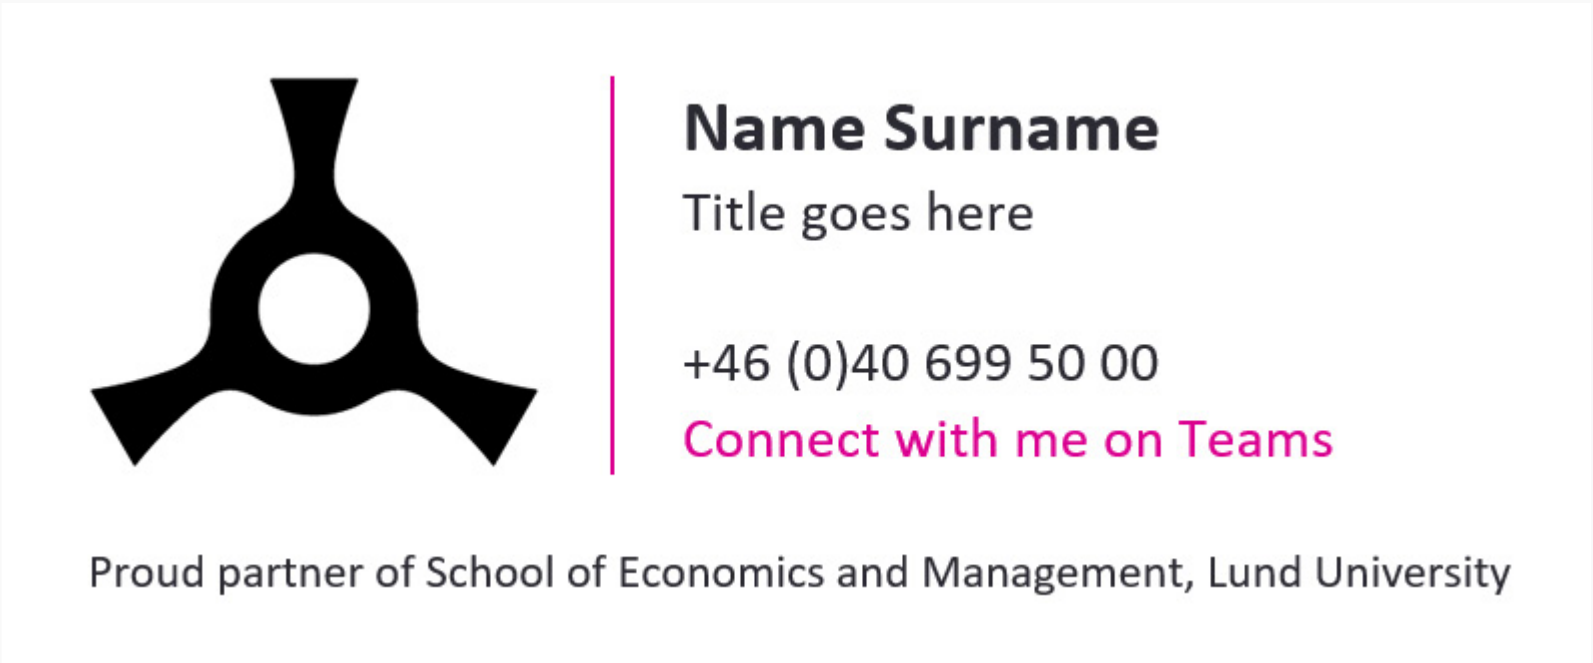 Name Surname
Title goes here
+46 (0)40 699 50 00
Connect with me on Teams
Proud partner of School of Economics and Management, Lund University